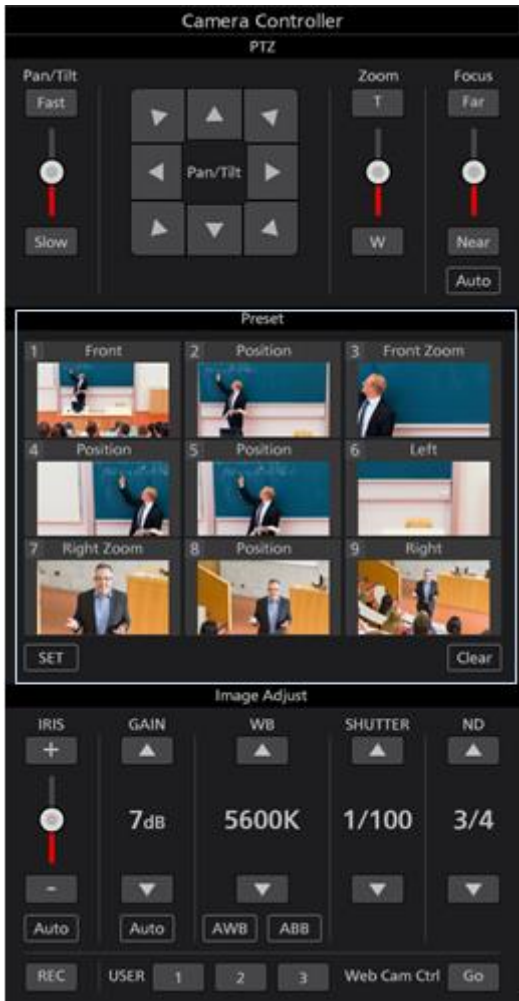 Camera Controller
PTZ
Pan/Tilt Zoom Focus
Fast T Far
Pan/Tilt
Slow W Near
Auto
Preset
1 Front 2 Position 3 Front Zoom
4 Position 5 Position 6 Left
7 Right Zoom 8 Position 9 Right
SET Clear
Image Adjust
IRIS GAIN WB SHUTTER ND
+
7dB 5600K 1/100 3/4
-
Auto Auto AWB ABB
REC USER 1 2 3 Web Cam Ctrl Go